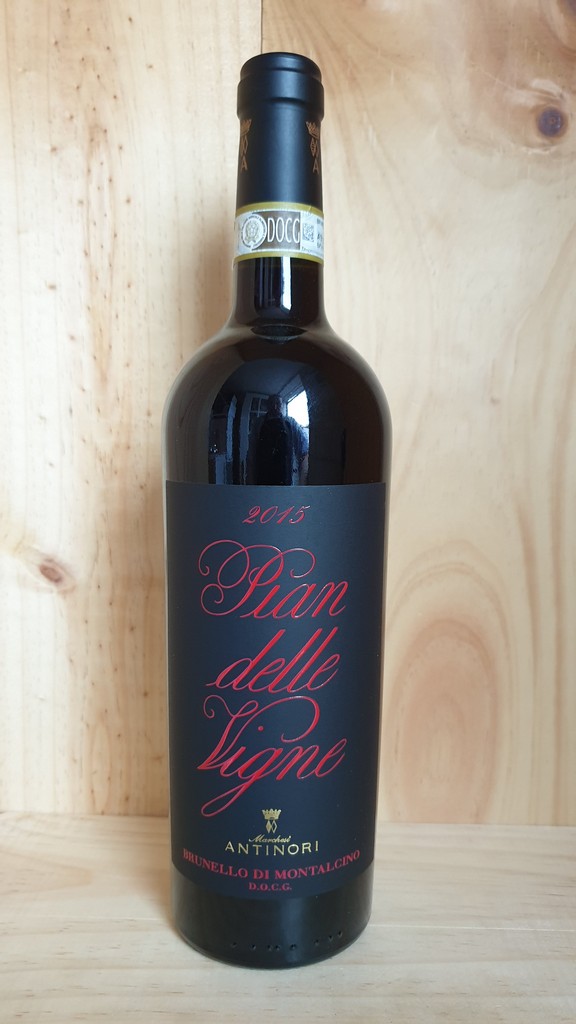 A
DOCG
2015
Pian
delle
Vigne
Marchesi
ANTINORI
BRUNELLO DI MONTALCINO
D.O.C.G.